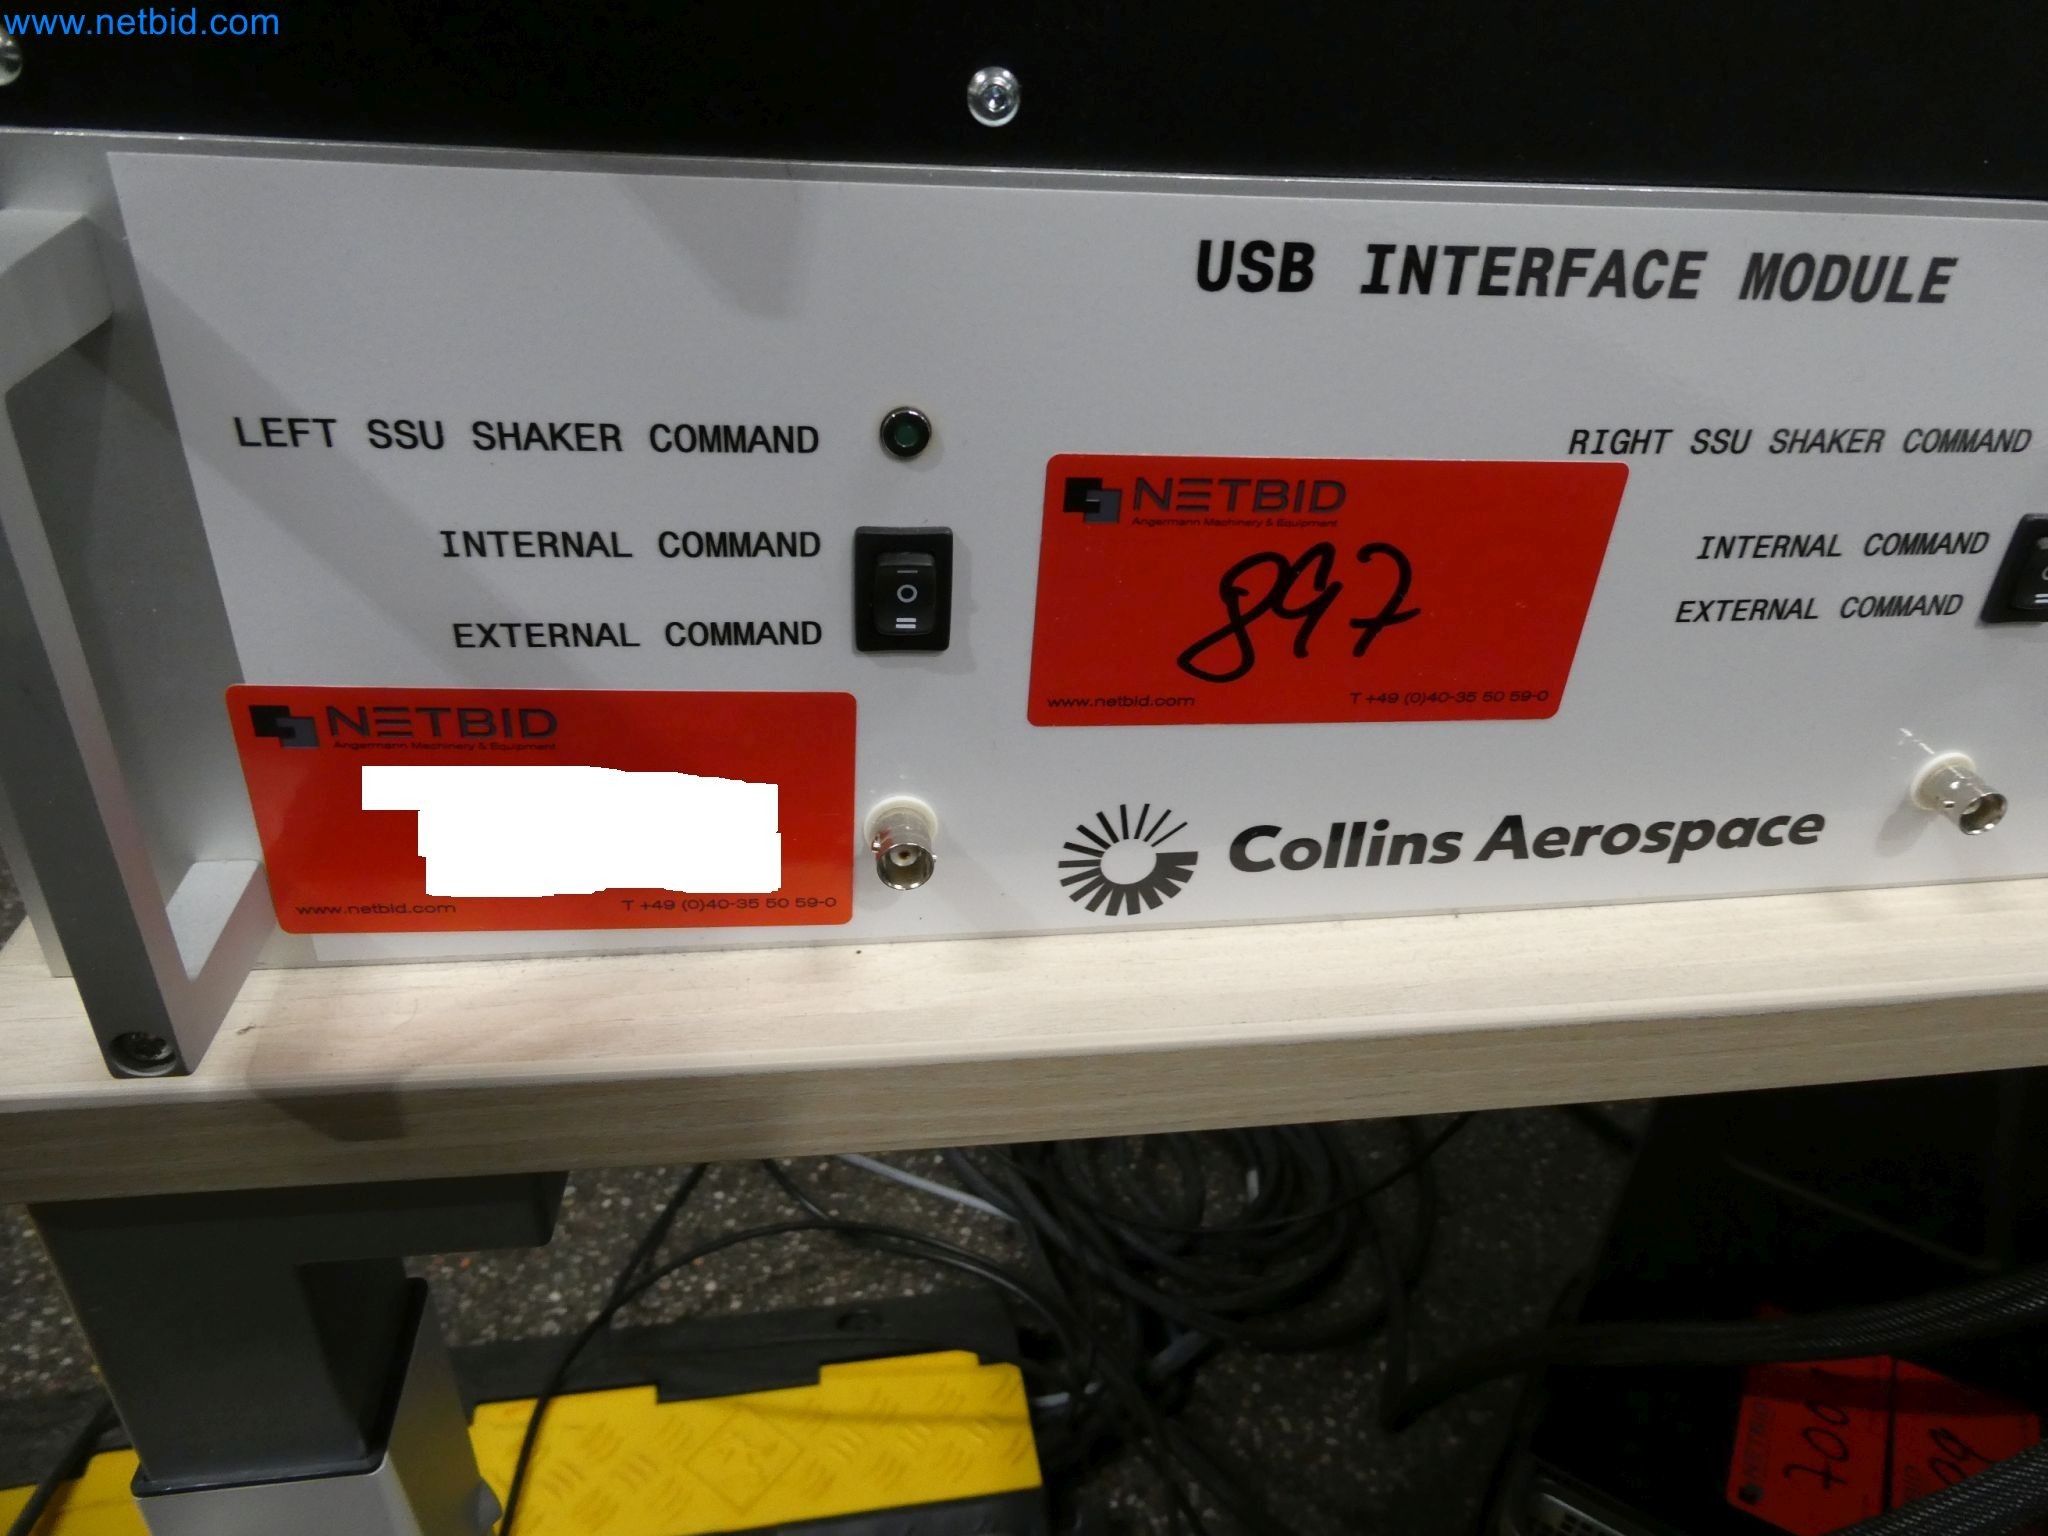 www.netbid.com
USB INTERFACE MODULE
LEFT SSU SHAKER COMMAND
INTERNAL COMMAND
EXTERNAL COMMAND
NETBID
Angermann Machinery & Equipment
897
www.netbid.com T +49 (0)40-35 50 59-0
RIGHT SSU SHAKER COMMAND
INTERNAL COMMAND
EXTERNAL COMMAND
NETBID
Angermann Machinery & Equipment
www.netbid.com T +49 (0)40-35 50 59-0
Collins Aerospace
NETBID